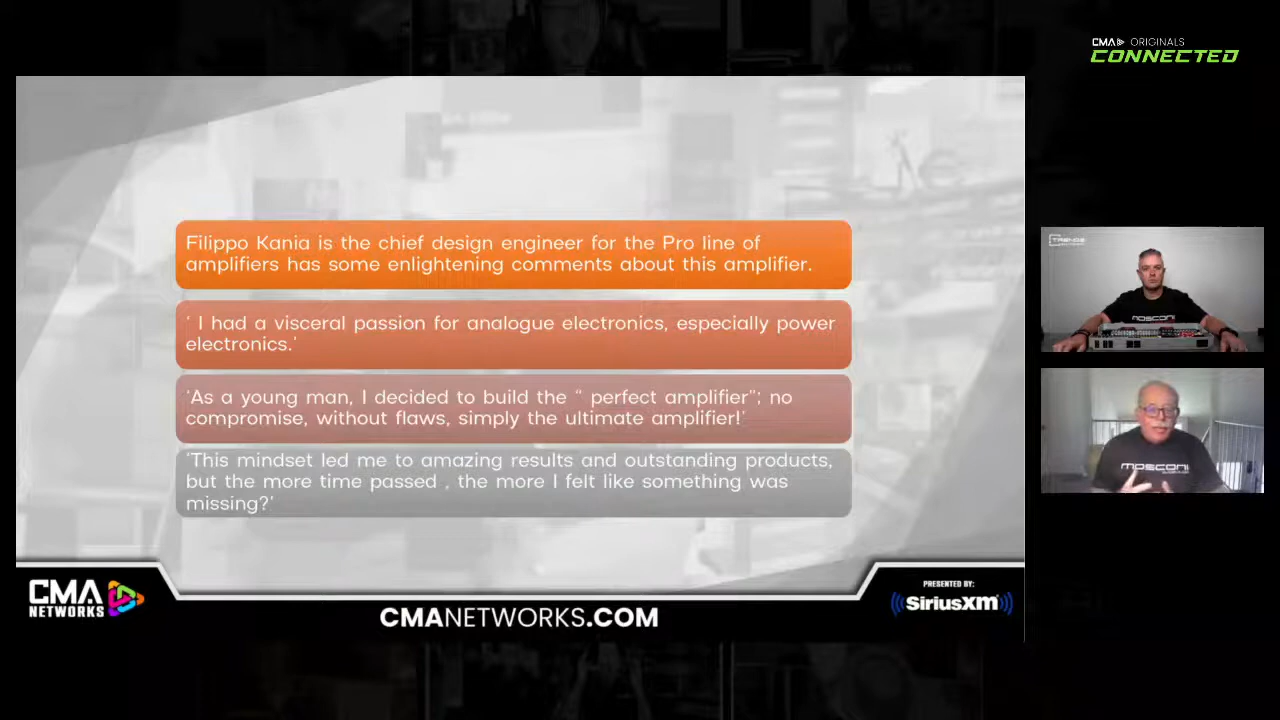 CMA ORIGINALS
CONNECTED
Filippo Kania is the chief design engineer for the Pro line of
amplifiers has some enlightening comments about this amplifier.
' I had a visceral passion for analogue electronics, especially power
electronics.'
'As a young man, I decided to build the " perfect amplifier"; no
compromise, without flaws, simply the ultimate amplifier!'
'This mindset led me to amazing results and outstanding products,
but the more time passed , the more I felt like something was
missing?'
TREND
MOSCONI
MOSCONI
CMA
NETWORKS
CMANETWORKS.COM
PRESENTED BY:
SiriusXM